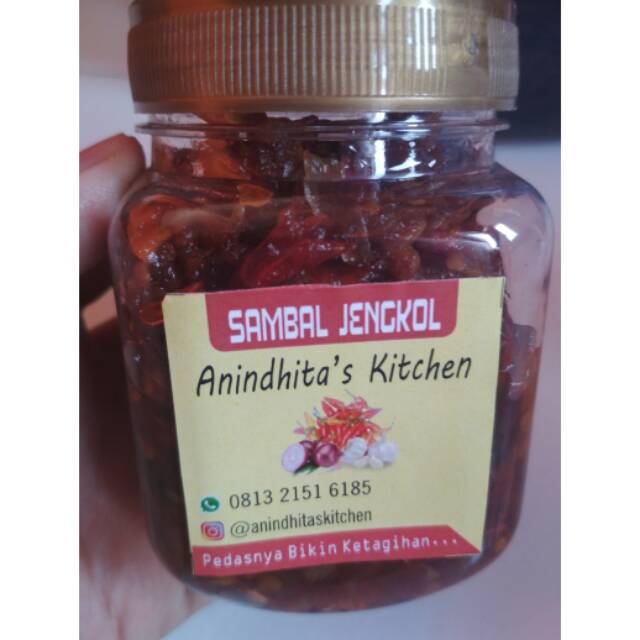 SAMBAL JENGKOL
Anindhita's Kitchen
0813 2151 6185
@anindhitaskitchen
Pedasnya Bikin Ketagihan...